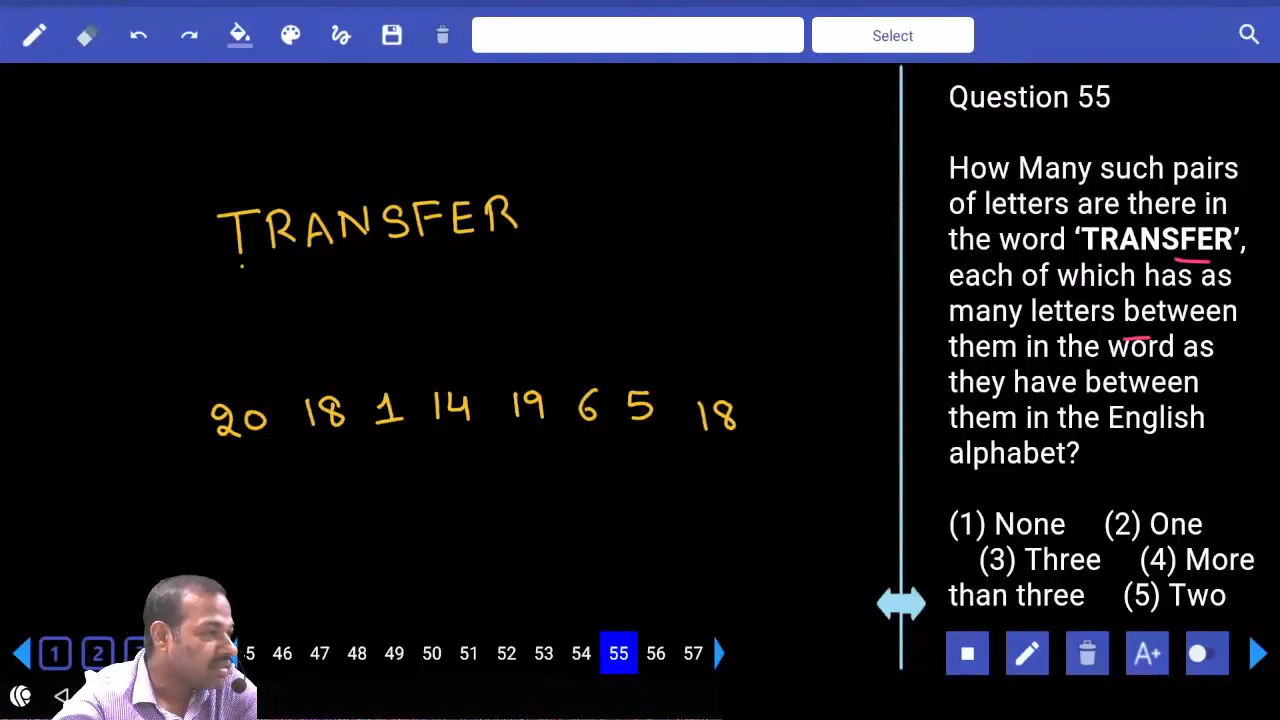 Select
TRANSFER
20 18 1 14 19 6 5 18
Question 55
How Many such pairs
of letters are there in
the word ‘TRANSFER’,
each of which has as
many letters between
them in the word as
they have between
them in the English
alphabet?
(1) None (2) One
(3) Three (4) More
than three (5) Two
1 2 5 46 47 48 49 50 51 52 53 54 55 56 57
A+